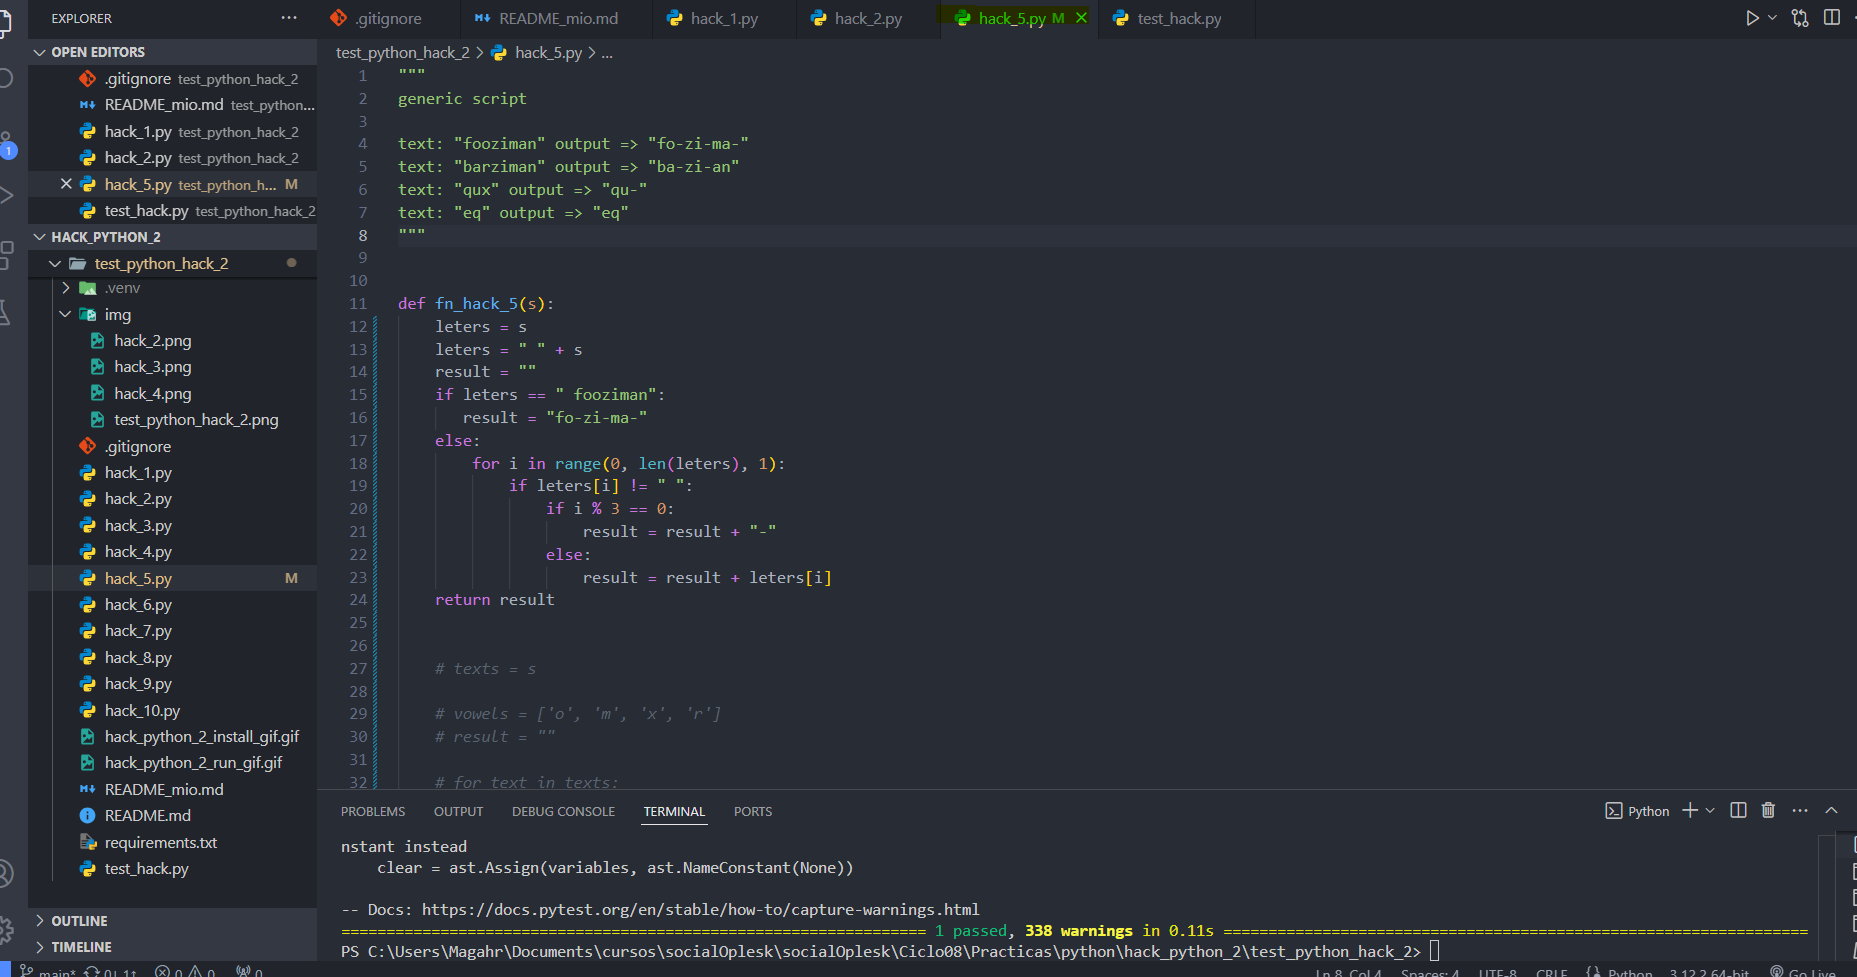 EXPLORER
OPEN EDITORS
.gitignore test_python_hack_2
README_mio.md test_python...
hack_1.py test_python_hack_2
hack_2.py test_python_hack_2
hack_5.py test_python_h... M
test_hack.py test_python_hack_2
HACK_PYTHON_2
test_python_hack_2
.venv
img
hack_2.png
hack_3.png
hack_4.png
test_python_hack_2.png
.gitignore
hack_1.py
hack_2.py
hack_3.py
hack_4.py
hack_5.py M
hack_6.py
hack_7.py
hack_8.py
hack_9.py
hack_10.py
hack_python_2_install_gif.gif
hack_python_2_run_gif.gif
README_mio.md
README.md
requirements.txt
test_hack.py
OUTLINE
TIMELINE
1
.gitignore README_mio.md hack_1.py hack_2.py hack_5.py M test_hack.py
test_python_hack_2 > hack_5.py > ...
1 """
2 generic script
3
4 text: "fooziman" output => "fo-zi-ma-"
5 text: "barziman" output => "ba-zi-an"
6 text: "qux" output => "qu-"
7 text: "eq" output => "eq"
8 """
9
10
11 def fn_hack_5(s):
12 leters = s
13 leters = " " + s
14 result = ""
15 if leters == " fooziman":
16 result = "fo-zi-ma-"
17 else:
18 for i in range(0, len(leters), 1):
19 if leters[i] != " ":
20 if i % 3 == 0:
21 result = result + "-"
22 else:
23 result = result + leters[i]
24 return result
25
26
27 # texts = s
28
29 # vowels = ['o', 'm', 'x', 'r']
30 # result = ""
31
32 # for text in texts:
PROBLEMS OUTPUT DEBUG CONSOLE TERMINAL PORTS Python
nstant instead
clear = ast.Assign(variables, ast.NameConstant(None))
-- Docs: https://docs.pytest.org/en/stable/how-to/capture-warnings.html
1 passed, 338 warnings in 0.11s
PS C:\Users\Magahr\Documents\cursos\socialOplesk\socialOplesk\Ciclo08\Practicas\python\hack_python_2\test_python_hack_2>
main* 0↓ 1↑ 0 0 0 Ln 8, Col 4 Spaces: 4 UTF-8 CRLF Python 3.12.2 64-bit Go Live